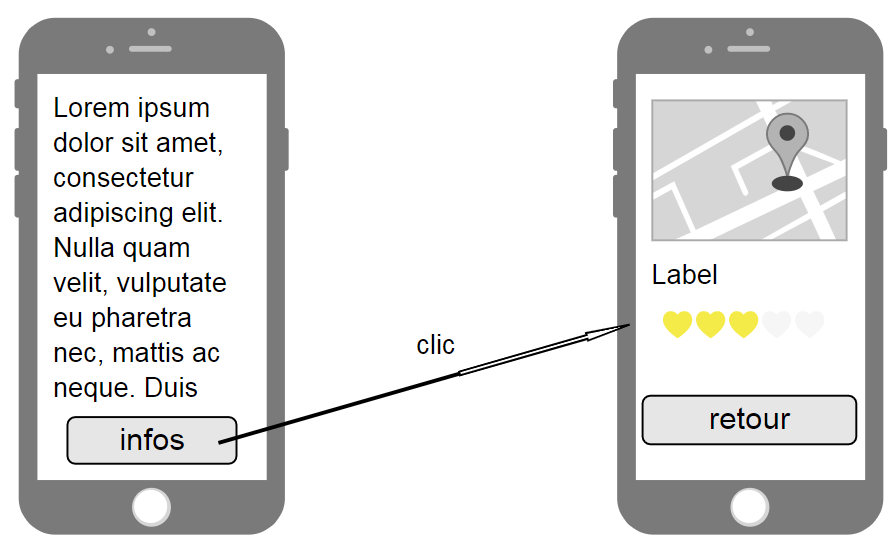 Lorem ipsum
dolor sit amet,
consectetur
adipiscing elit.
Nulla quam
velit, vulputate
eu pharetra
nec, mattis ac
neque. Duis
infos
clic
Label
retour